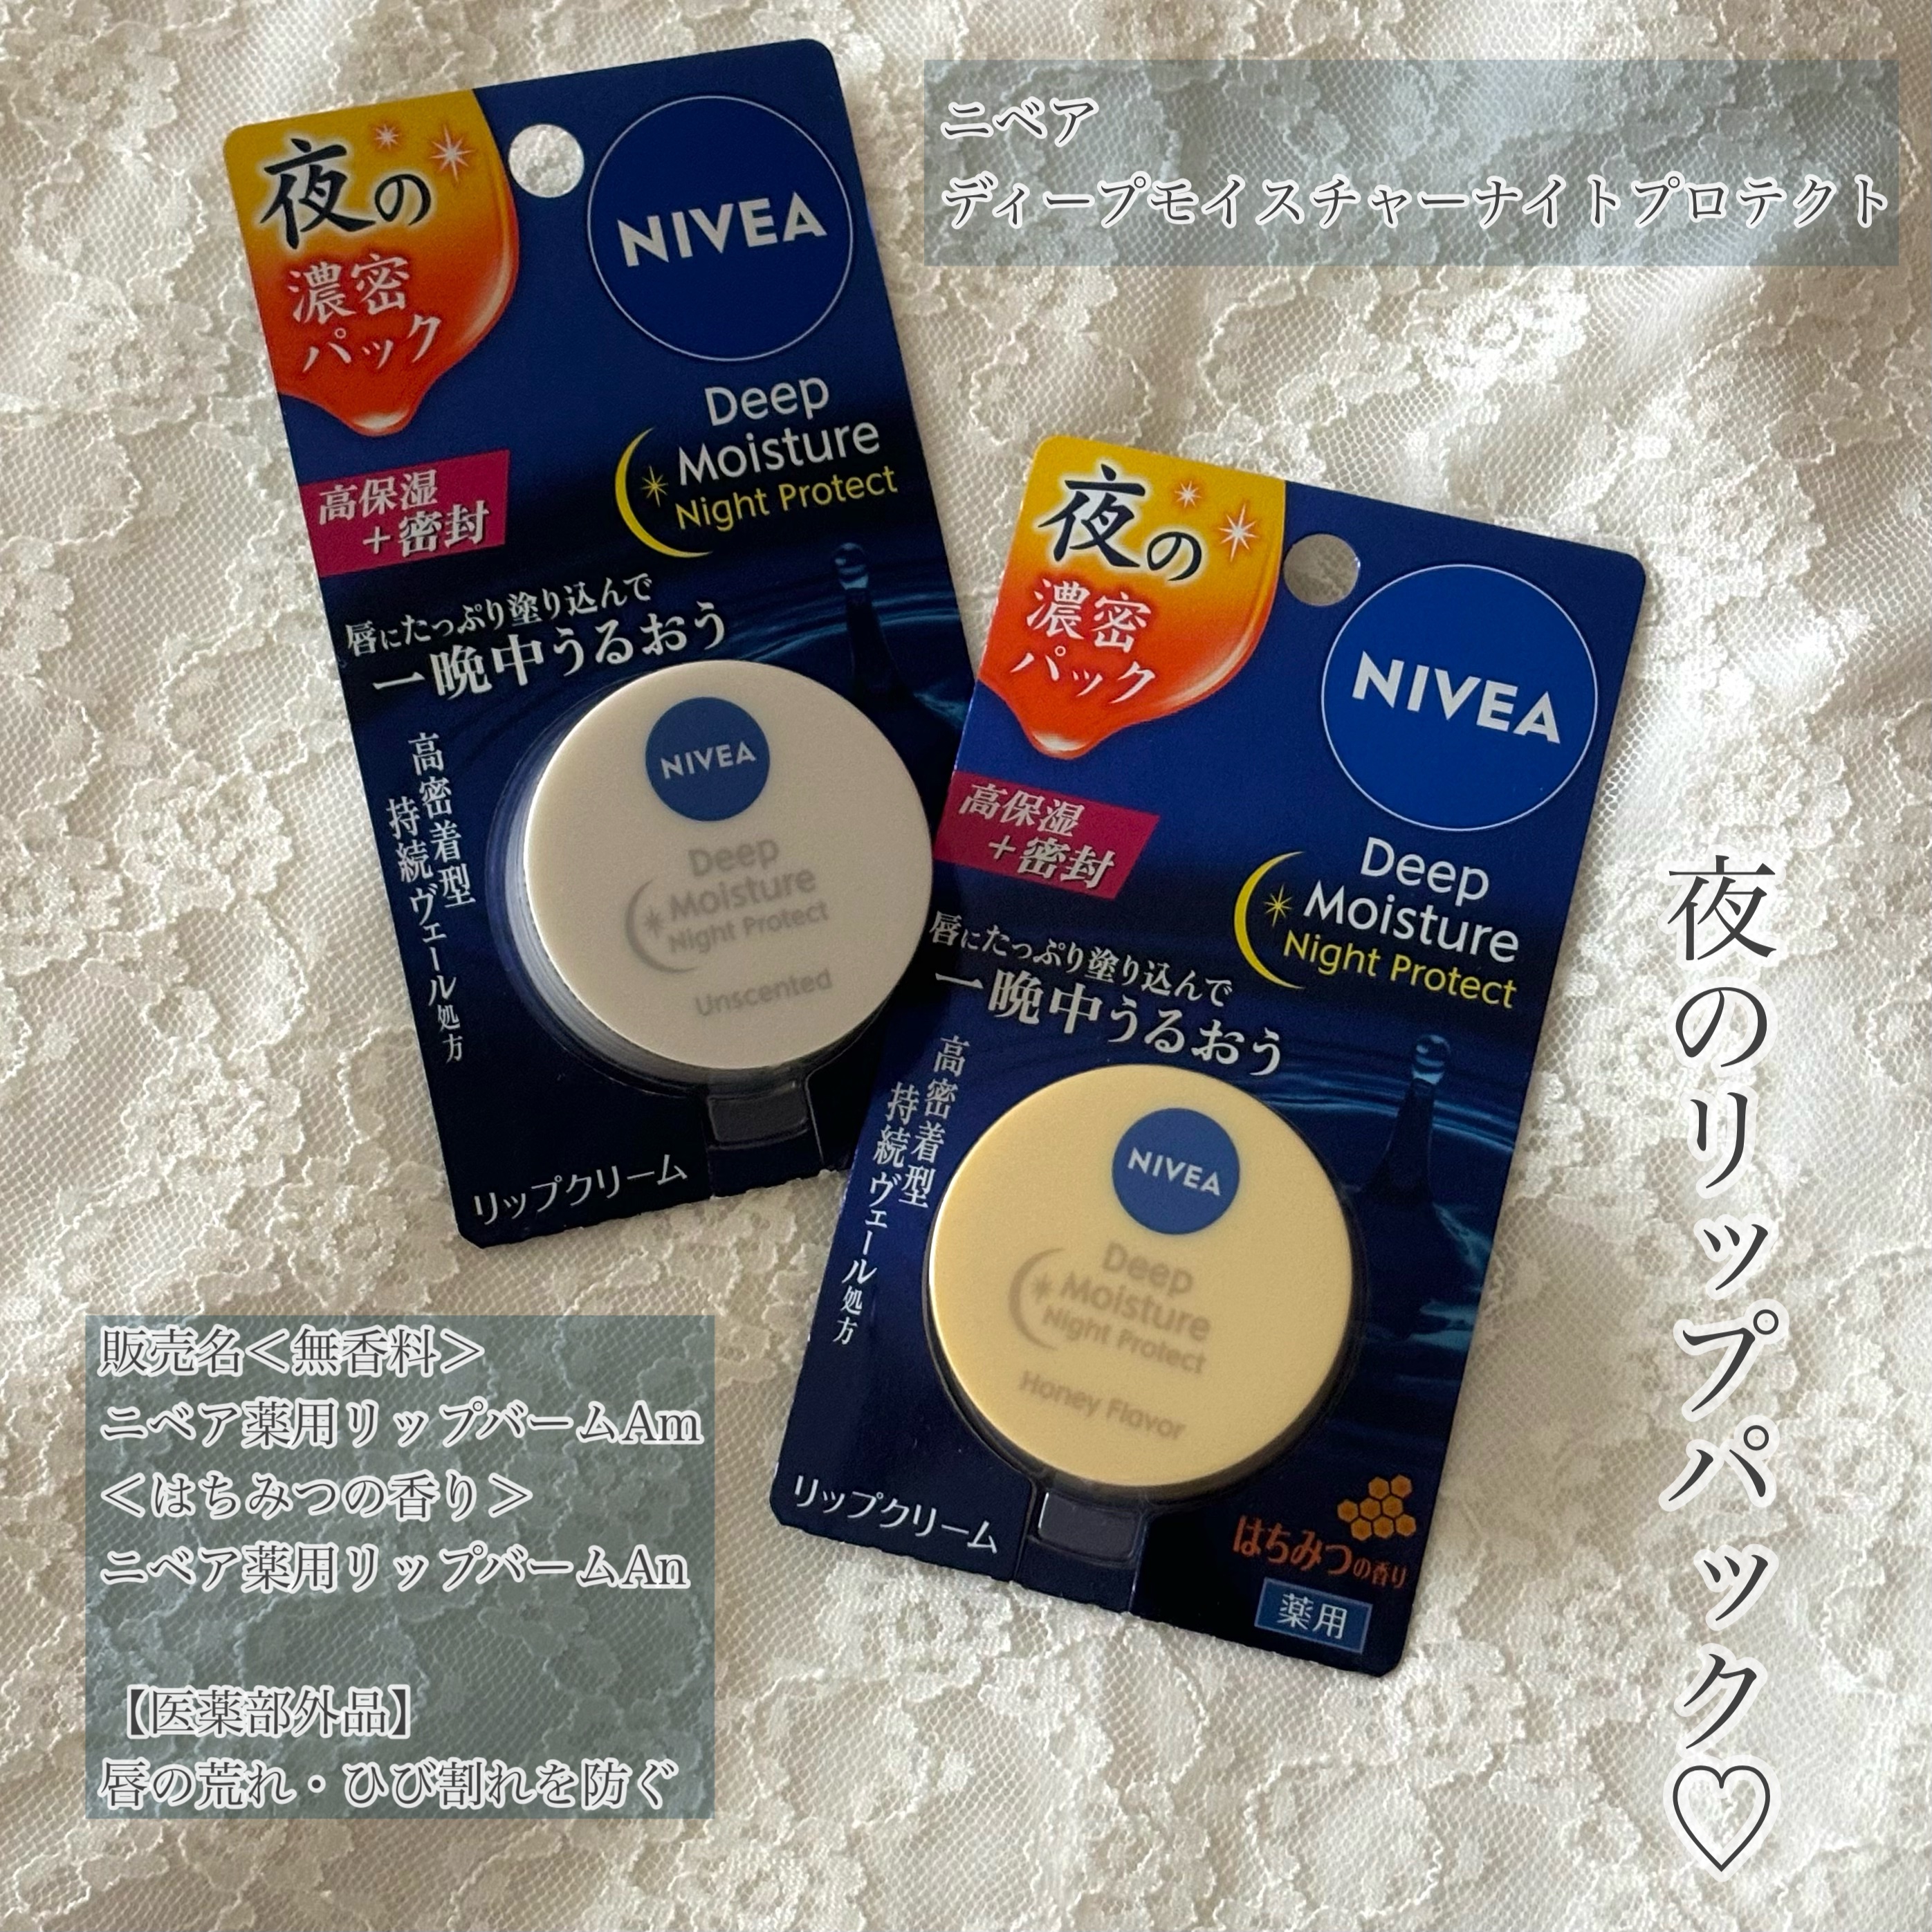 ニベア
ディープモイスチャーナイトプロテクト
夜の
濃密
パック
NIVEA
Deep
Moisture
Night Protect
高保湿
+密封
唇にたっぷり塗り込んで
一晩中うるおう
高密着型
持続ヴェール処方
NIVEA
Deep
Moisture
Night Protect
Unscented
リップクリーム
夜の
濃密
パック
NIVEA
Deep
Moisture
Night Protect
高保湿
+密封
唇にたっぷり塗り込んで
一晩中うるおう
高密着型
持続ヴェール処方
NIVEA
Deep
Moisture
Night Protect
Honey Flavor
リップクリーム
はちみつの香り
薬用
夜のリップパック♡
販売名＜無香料＞
ニベア薬用リップバームAm
＜はちみつの香り＞
ニベア薬用リップバームAn
【医薬部外品】
唇の荒れ・ひび割れを防ぐ